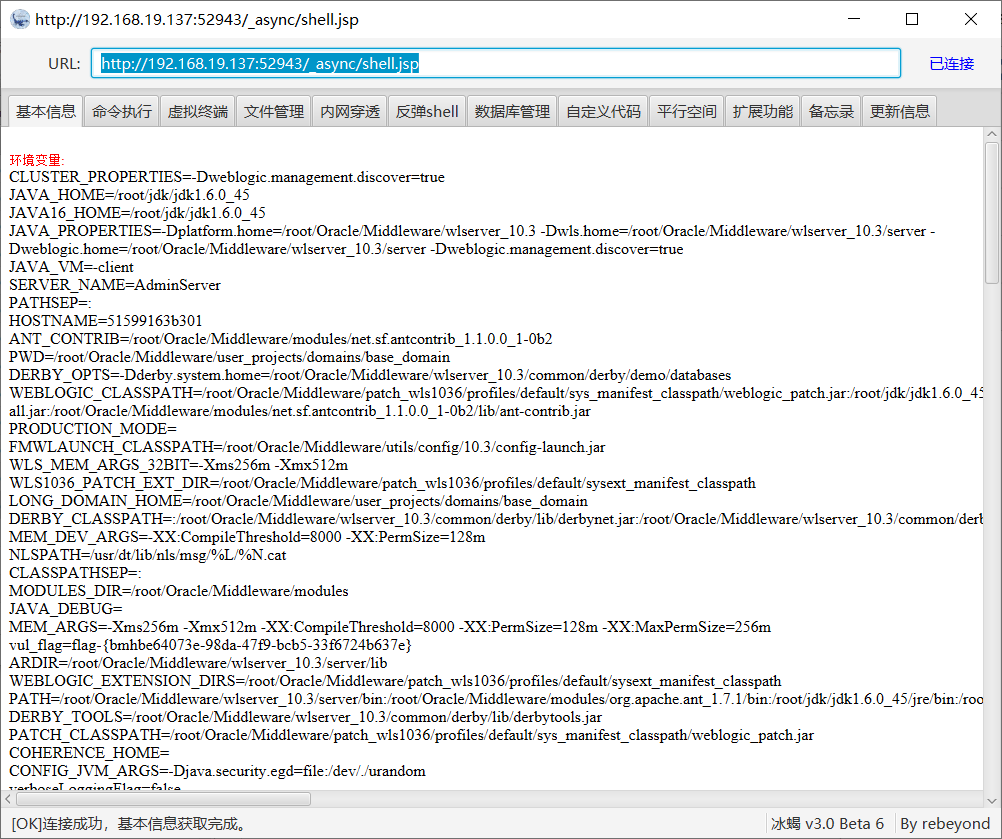 http://192.168.19.137:52943/_async/shell.jsp
URL: http://192.168.19.137:52943/_async/shell.jsp 已连接
基本信息 命令执行 虚拟终端 文件管理 内网穿透 反弹shell 数据库管理 自定义代码 平行空间 扩展功能 备忘录 更新信息
环境变量:
CLUSTER_PROPERTIES=-Dweblogic.management.discover=true
JAVA_HOME=/root/jdk/jdk1.6.0_45
JAVA16_HOME=/root/jdk/jdk1.6.0_45
JAVA_PROPERTIES=-Dplatform.home=/root/Oracle/Middleware/wlserver_10.3 -Dwls.home=/root/Oracle/Middleware/wlserver_10.3/server -
Dweblogic.home=/root/Oracle/Middleware/wlserver_10.3/server -Dweblogic.management.discover=true
JAVA_VM=-client
SERVER_NAME=AdminServer
PATHSEP=:
HOSTNAME=51599163b301
ANT_CONTRIB=/root/Oracle/Middleware/modules/net.sf.antcontrib_1.1.0.0_1-0b2
PWD=/root/Oracle/Middleware/user_projects/domains/base_domain
DERBY_OPTS=-Dderby.system.home=/root/Oracle/Middleware/wlserver_10.3/common/derby/demo/databases
WEBLOGIC_CLASSPATH=/root/Oracle/Middleware/patch_wls1036/profiles/default/sys_manifest_classpath/weblogic_patch.jar:/root/jdk/jdk1.6.0_45
all.jar:/root/Oracle/Middleware/modules/net.sf.antcontrib_1.1.0.0_1-0b2/lib/ant-contrib.jar
PRODUCTION_MODE=
FMWLAUNCH_CLASSPATH=/root/Oracle/Middleware/utils/config/10.3/config-launch.jar
WLS_MEM_ARGS_32BIT=-Xms256m -Xmx512m
WLS1036_PATCH_EXT_DIR=/root/Oracle/Middleware/patch_wls1036/profiles/default/sysext_manifest_classpath
LONG_DOMAIN_HOME=/root/Oracle/Middleware/user_projects/domains/base_domain
DERBY_CLASSPATH=:/root/Oracle/Middleware/wlserver_10.3/common/derby/lib/derbynet.jar:/root/Oracle/Middleware/wlserver_10.3/common/derb
MEM_DEV_ARGS=-XX:CompileThreshold=8000 -XX:PermSize=128m
NLSPATH=/usr/dt/lib/nls/msg/%L/%N.cat
CLASSPATHSEP=:
MODULES_DIR=/root/Oracle/Middleware/modules
JAVA_DEBUG=
MEM_ARGS=-Xms256m -Xmx512m -XX:CompileThreshold=8000 -XX:PermSize=128m -XX:MaxPermSize=256m
vul_flag=flag-{bmhbe64073e-98da-47f9-bcb5-33f6724b637e}
ARDIR=/root/Oracle/Middleware/wlserver_10.3/server/lib
WEBLOGIC_EXTENSION_DIRS=/root/Oracle/Middleware/patch_wls1036/profiles/default/sysext_manifest_classpath
PATH=/root/Oracle/Middleware/wlserver_10.3/server/bin:/root/Oracle/Middleware/modules/org.apache.ant_1.7.1/bin:/root/jdk/jdk1.6.0_45/jre/bin:/roo
DERBY_TOOLS=/root/Oracle/Middleware/wlserver_10.3/common/derby/lib/derbytools.jar
PATCH_CLASSPATH=/root/Oracle/Middleware/patch_wls1036/profiles/default/sys_manifest_classpath/weblogic_patch.jar
COHERENCE_HOME=
CONFIG_JVM_ARGS=-Djava.security.egd=file:/dev/./urandom
verboseLoggingFlag=false
[OK]连接成功，基本信息获取完成。 冰蝎 v3.0 Beta 6 By rebeyond